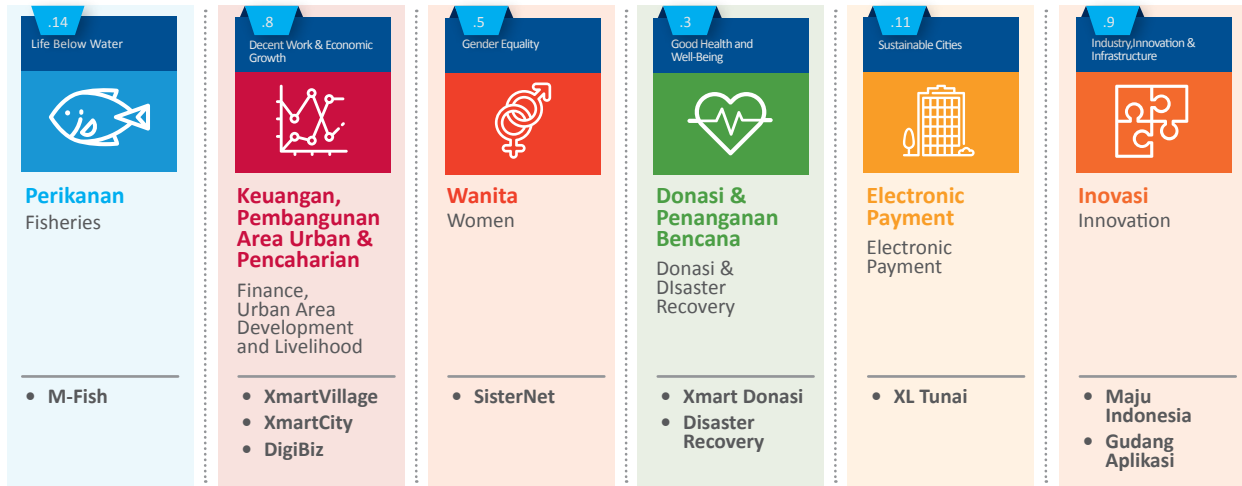 .14
Life Below Water
Perikanan
Fisheries
• M-Fish
.8
Decent Work & Economic
Growth
Keuangan,
Pembangunan
Area Urban &
Pencaharian
Finance,
Urban Area
Development
and Livelihood
• XmartVillage
• XmartCity
• DigiBiz
.5
Gender Equality
Wanita
Women
• SisterNet
.3
Good Health and
Well-Being
Donasi &
Penanganan
Bencana
Donasi &
DIsaster
Recovery
• Xmart Donasi
• Disaster
Recovery
.11
Sustainable Cities
Electronic
Payment
Electronic
Payment
• XL Tunai
.9
Industry,Innovation &
Infrastructure
Inovasi
Innovation
• Maju
Indonesia
• Gudang
Aplikasi